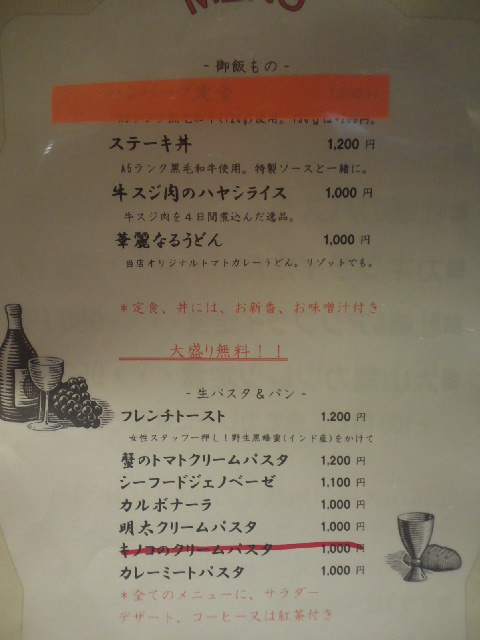 MENU
- 御飯もの -
ステーキ丼 1,200 円
A5ランク黒毛和牛使用。特製ソースと一緒に。
牛スジ肉のハヤシライス 1,000 円
牛スジ肉を4日間煮込んだ逸品。
華麗なるうどん 1,000 円
当店オリジナルトマトカレーうどん。リゾットでも。
*定食、丼には、お新香、お味噌汁付き
大盛り無料!!
- 生パスタ&パン -
フレンチトースト 1,200 円
女性スタッフ一押し!野生黒蜂蜜(インド産)をかけて
蟹のトマトクリームパスタ 1,200 円
シーフードジェノベーゼ 1,100 円
カルボナーラ 1,000 円
明太クリームパスタ 1,000 円
キノコのクリームパスタ 1,000 円
カレーミートパスタ 1,000 円
*全てのメニューに、サラダー
デザート、コーヒー又は紅茶付き